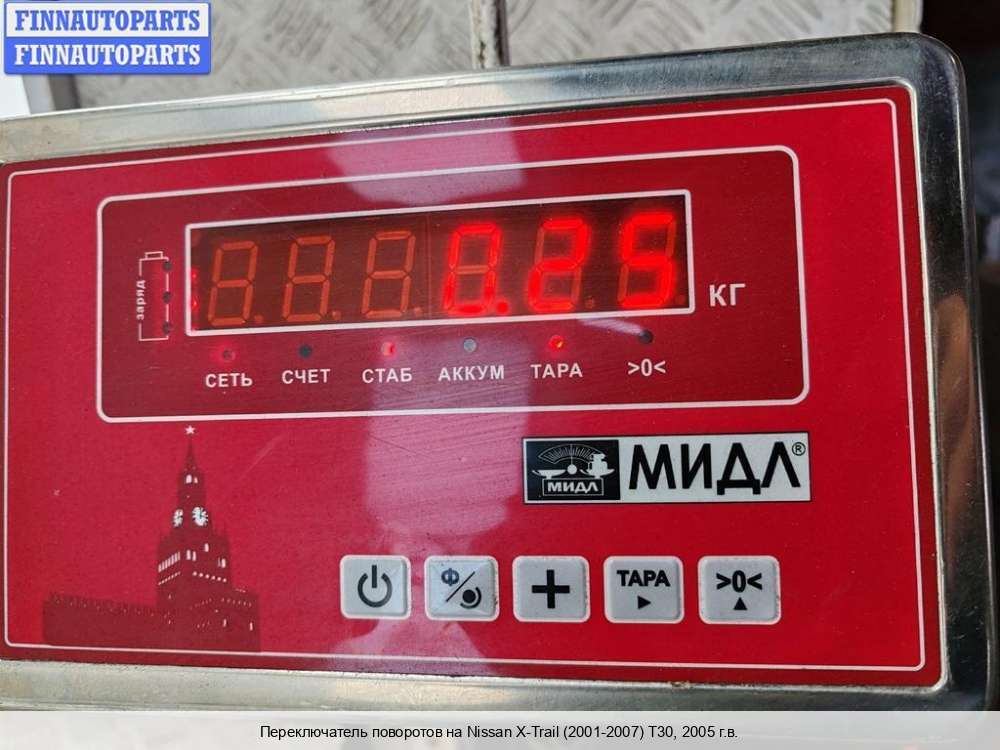 FINNAUTOPARTS
FINNAUTOPARTS
заряд
0.25 КГ
СЕТЬ СЧЕТ СТАБ АККУМ ТАРА >0<
МИДЛ МИДЛ®
Ф/ + ТАРА >0<
Переключатель поворотов на Nissan X-Trail (2001-2007) T30, 2005 г.в.